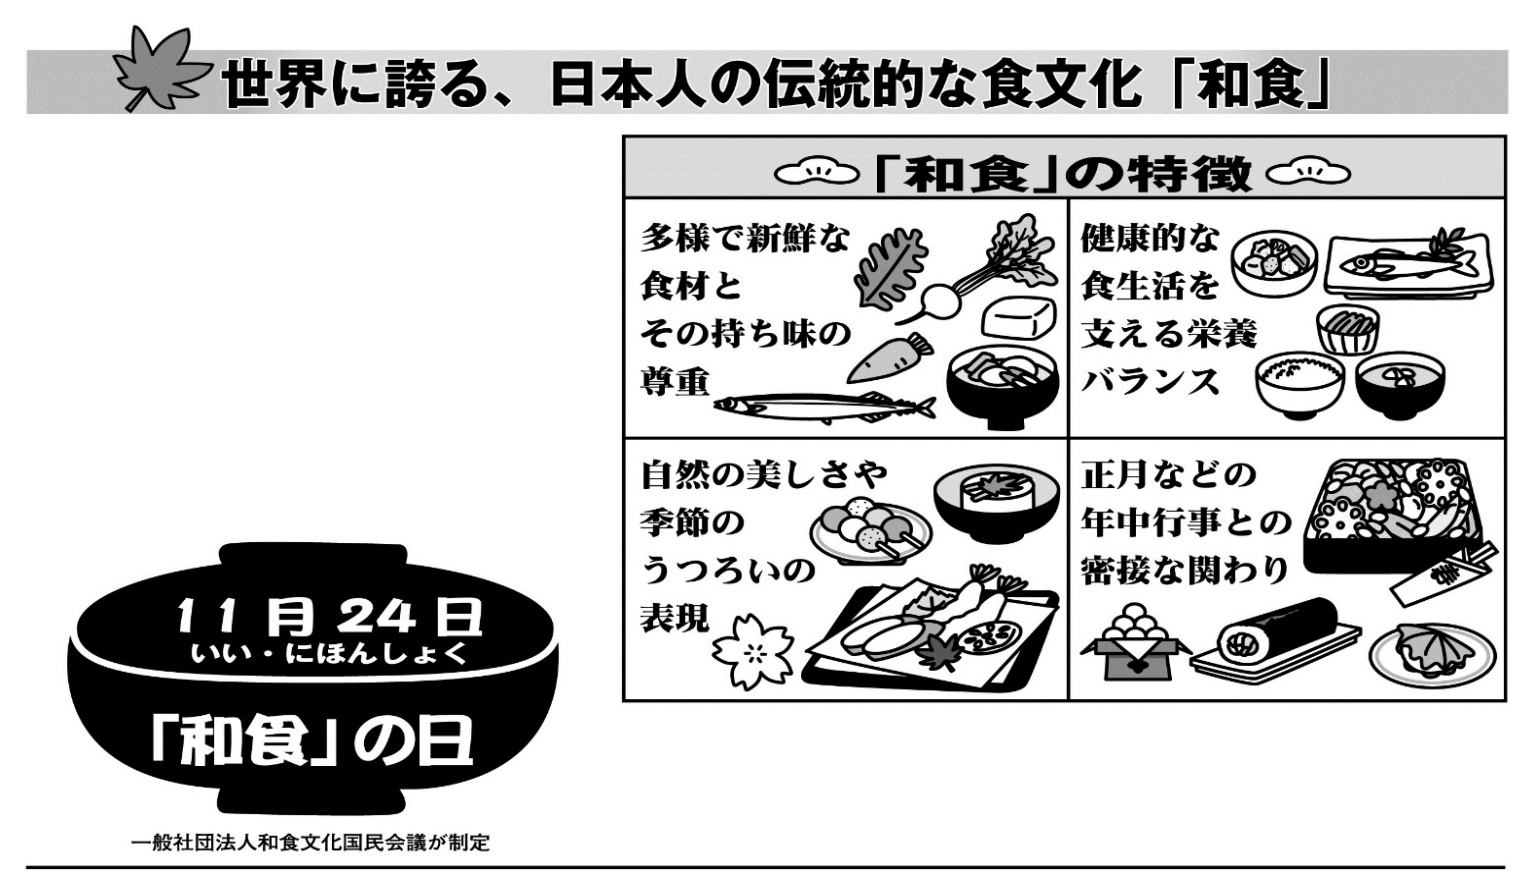 世界に誇る、日本人の伝統的な食文化「和食」
「和食」の特徴
多様で新鮮な
食材と
その持ち味の
尊重
健康的な
食生活を
支える栄養
バランス
自然の美しさや
季節の
うつろいの
表現
正月などの
年中行事との
密接な関わり
寿
11月24日
いい・にほんしょく
「和食」の日
一般社団法人和食文化国民会議が制定